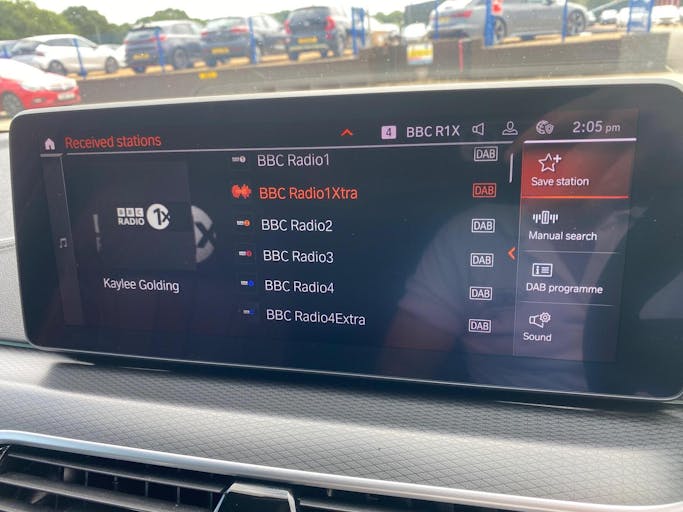 Received stations
4 BBC R1X 2:05 pm
BBC Radio1 DAB
BBC Radio1Xtra DAB
BBC Radio2 DAB
BBC Radio3 DAB
BBC Radio4 DAB
BBC Radio4Extra DAB
BBC
RADIO 1X
Kaylee Golding
Save station
Manual search
DAB programme
Sound